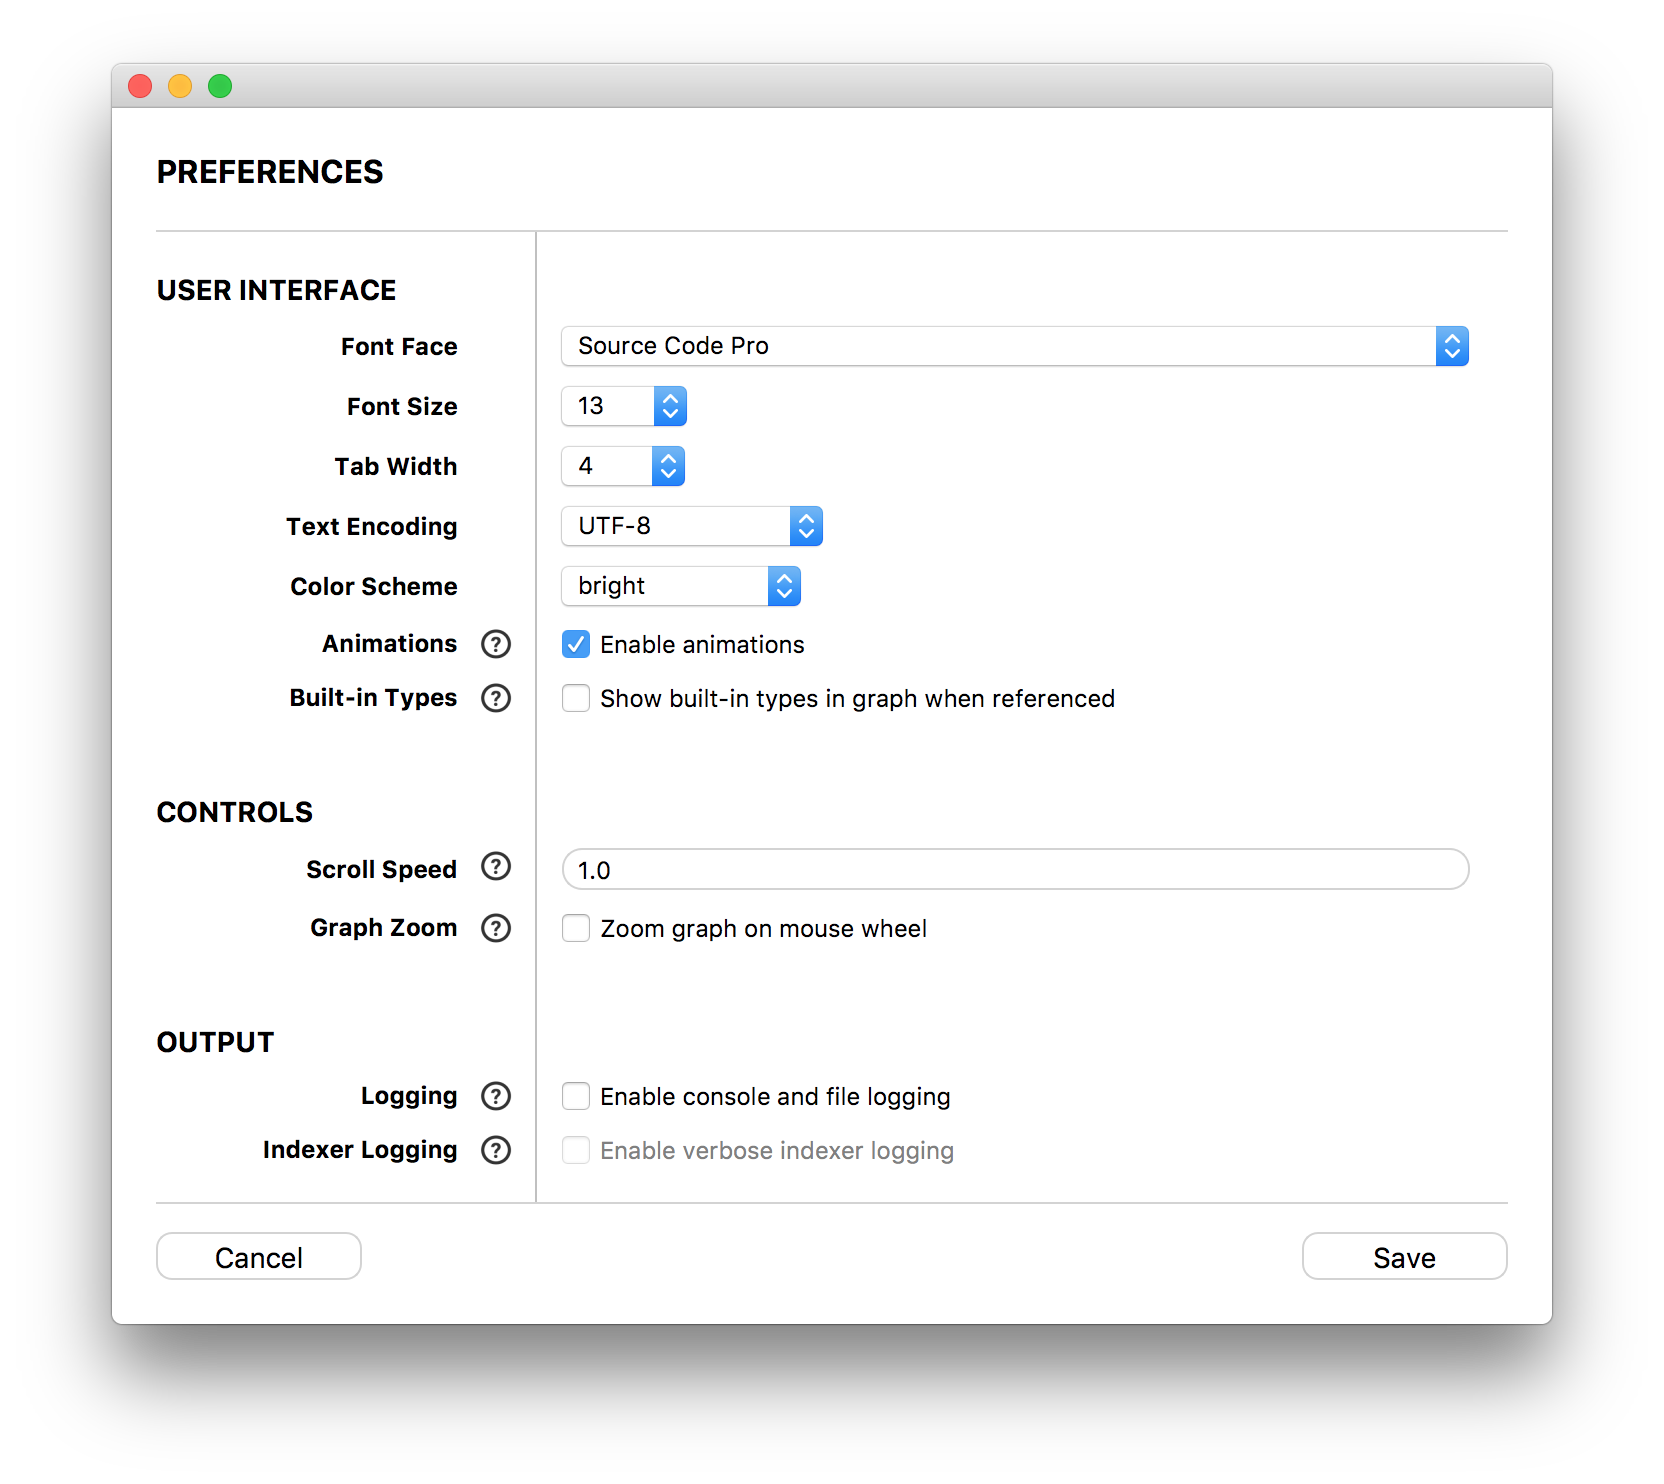 PREFERENCES
USER INTERFACE
Font Face Source Code Pro
Font Size 13
Tab Width 4
Text Encoding UTF-8
Color Scheme bright
Animations ? Enable animations
Built-in Types ? Show built-in types in graph when referenced
CONTROLS
Scroll Speed ? 1.0
Graph Zoom ? Zoom graph on mouse wheel
OUTPUT
Logging ? Enable console and file logging
Indexer Logging ? Enable verbose indexer logging
Cancel Save